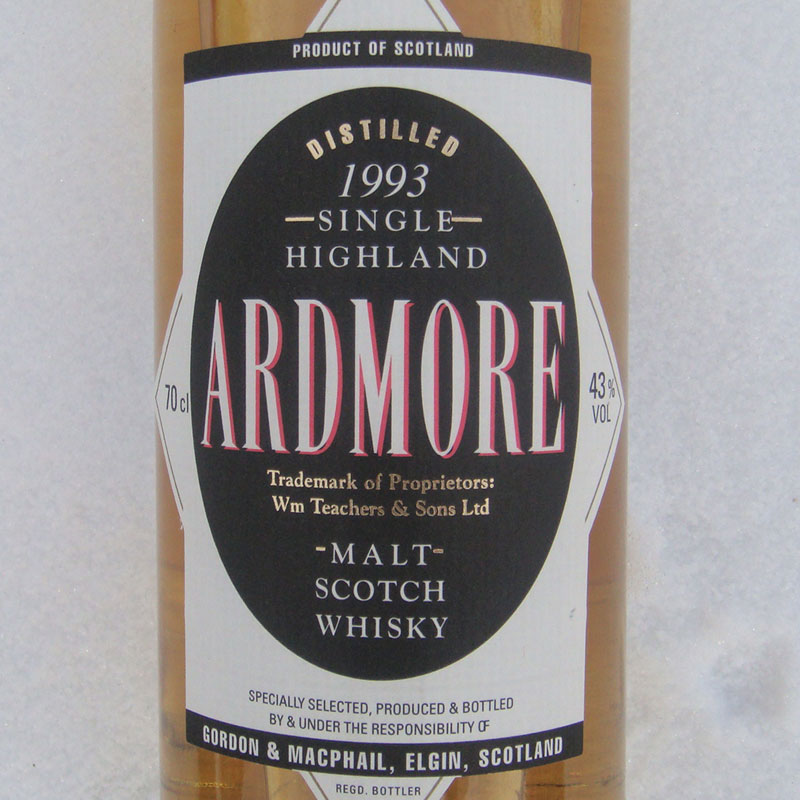 PRODUCT OF SCOTLAND
DISTILLED
1993
SINGLE
HIGHLAND
ARDMORE
70 cl
43% VOL
Trademark of Proprietors:
Wm Teachers & Sons Ltd
-MALT-
SCOTCH
WHISKY
SPECIALLY SELECTED, PRODUCED & BOTTLED
BY & UNDER THE RESPONSIBILITY OF
GORDON & MACPHAIL, ELGIN, SCOTLAND
REGD. BOTTLER